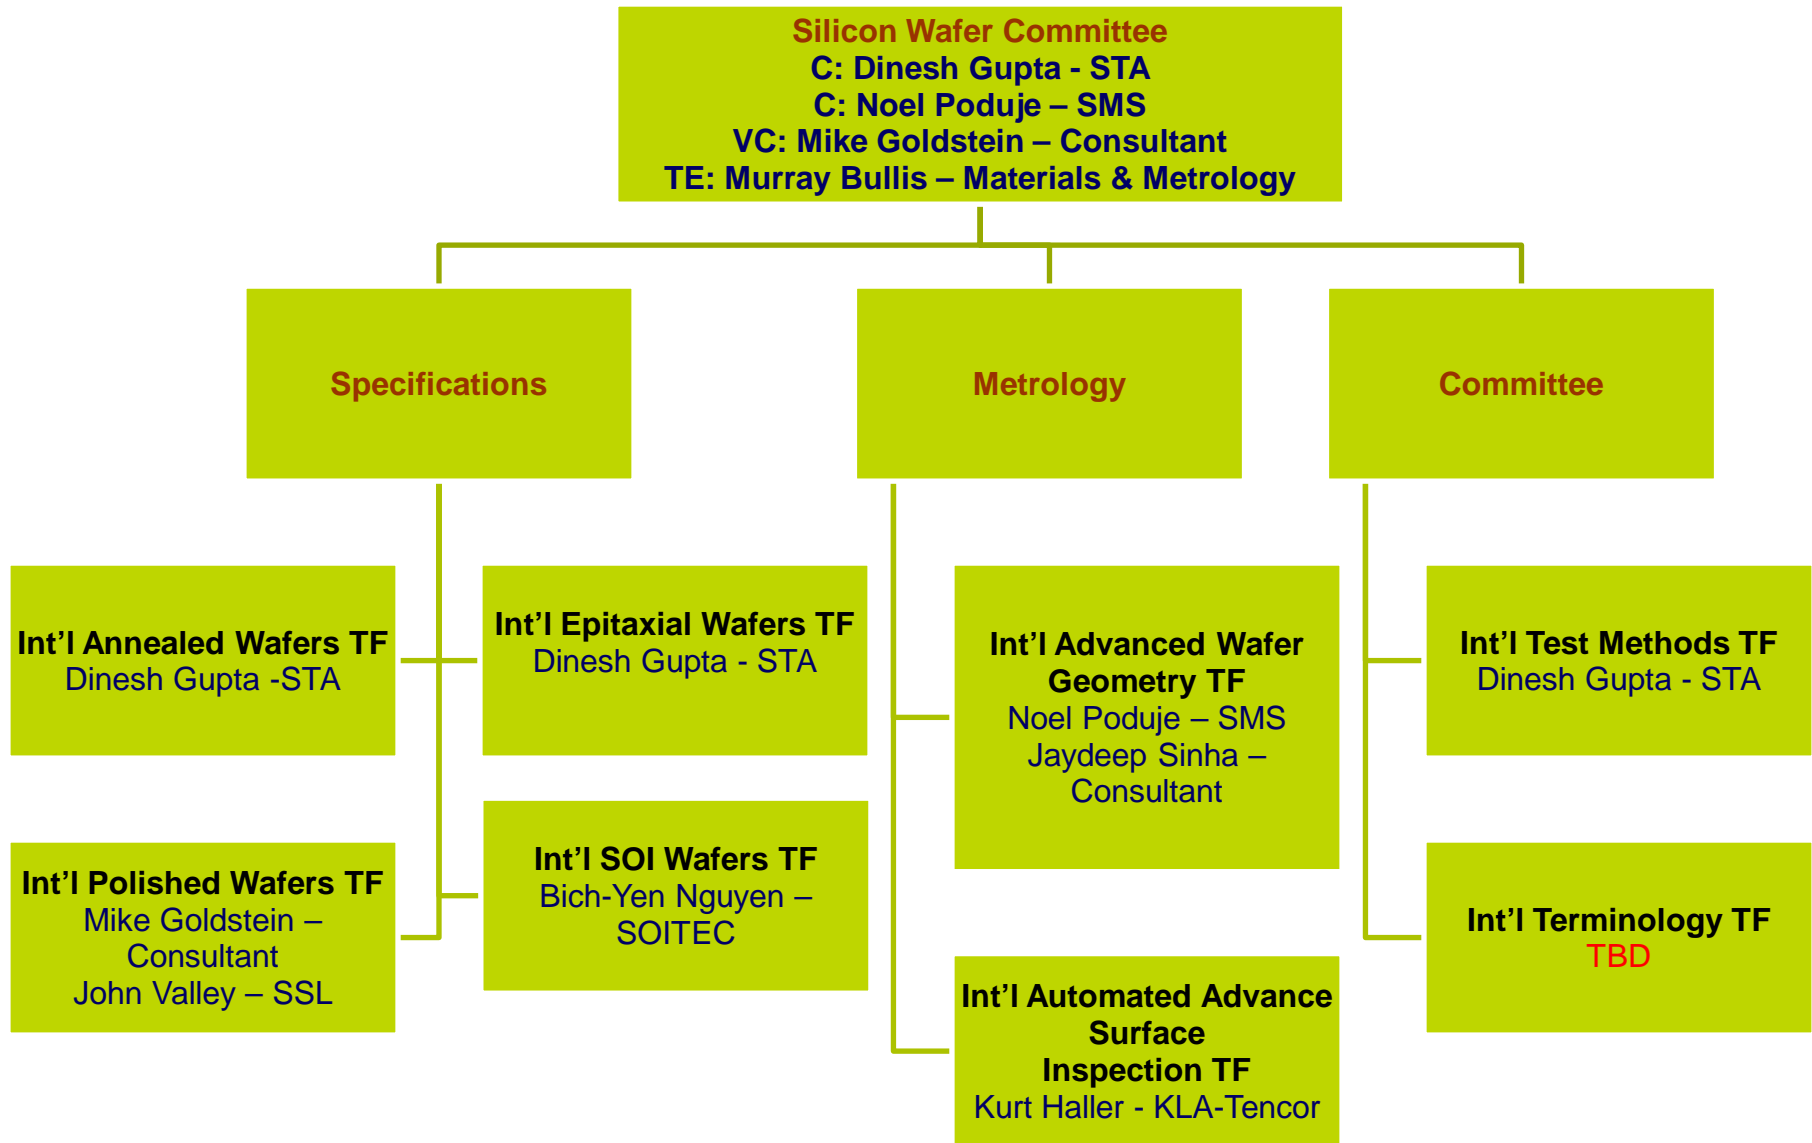 Silicon Wafer Committee
C: Dinesh Gupta - STA
C: Noel Poduje – SMS
VC: Mike Goldstein – Consultant
TE: Murray Bullis – Materials & Metrology
Specifications
Metrology
Committee
Int'l Annealed Wafers TF
Dinesh Gupta -STA
Int'l Epitaxial Wafers TF
Dinesh Gupta - STA
Int'l Polished Wafers TF
Mike Goldstein –
Consultant
John Valley – SSL
Int'l SOI Wafers TF
Bich-Yen Nguyen –
SOITEC
Int'l Advanced Wafer
Geometry TF
Noel Poduje – SMS
Jaydeep Sinha –
Consultant
Int'l Automated Advance
Surface
Inspection TF
Kurt Haller - KLA-Tencor
Int'l Test Methods TF
Dinesh Gupta - STA
Int'l Terminology TF
TBD